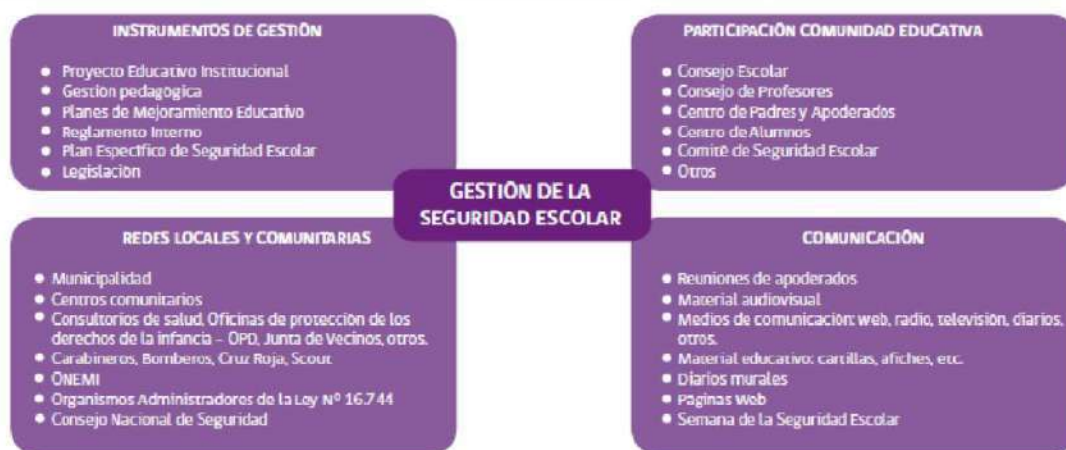 INSTRUMENTOS DE GESTIÓN
• Proyecto Educativo Institucional
• Gestión pedagógica
• Planes de Mejoramiento Educativo
• Reglamento Interno
• Plan Específico de Seguridad Escolar
• Legislación
PARTICIPACIÓN COMUNIDAD EDUCATIVA
• Consejo Escolar
• Consejo de Profesores
• Centro de Padres y Apoderados
• Centro de Alumnos
• Comité de Seguridad Escolar
• Otros
GESTIÓN DE LA
SEGURIDAD ESCOLAR
REDES LOCALES Y COMUNITARIAS
• Municipalidad
• Centros comunitarios
• Consultorios de salud, Oficinas de protección de los
derechos de la infancia – OPD, Junta de Vecinos, otros.
• Carabineros, Bomberos, Cruz Roja, Scout
• ONEMI
• Organismos Administradores de la Ley Nº 16.744
• Consejo Nacional de Seguridad
COMUNICACIÓN
• Reuniones de apoderados
• Material audiovisual
• Medios de comunicación: web, radio, televisión, diarios,
otros.
• Material educativo: cartillas, afiches, etc.
• Diarios murales
• Páginas Web
• Semana de la Seguridad Escolar